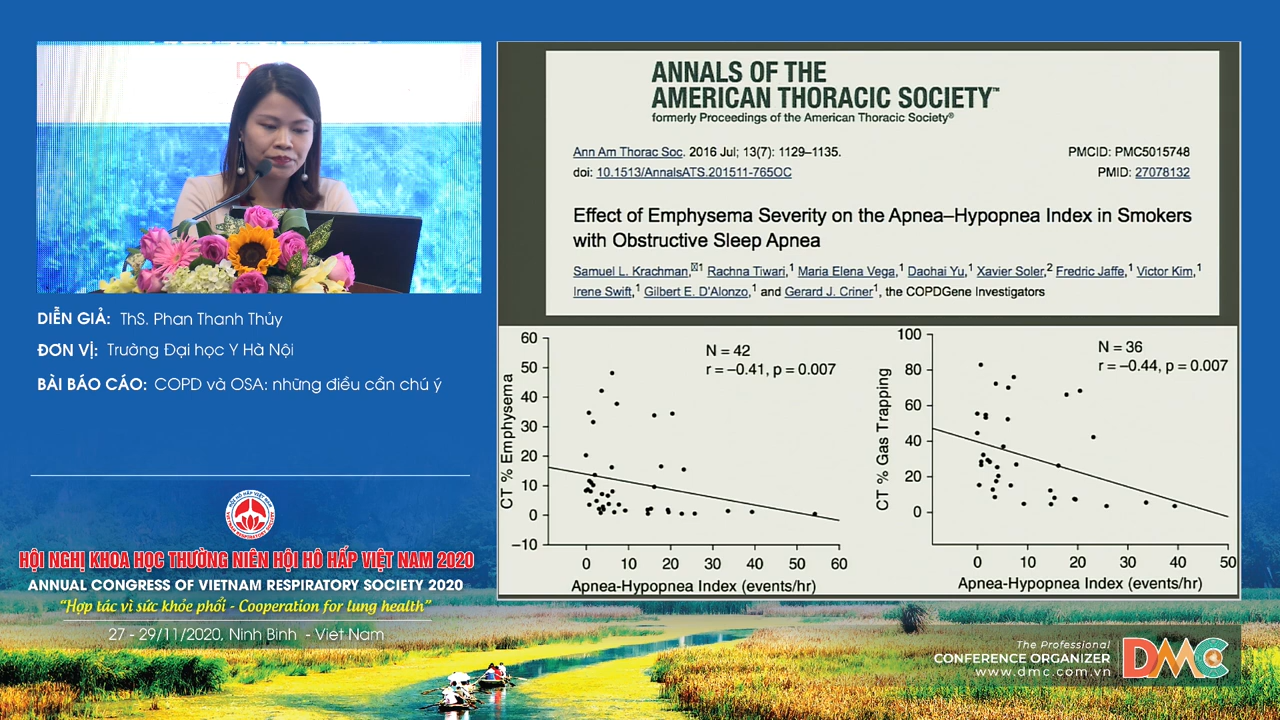 DIỄN GIẢ: ThS. Phan Thanh Thủy
ĐƠN VỊ: Trường Đại học Y Hà Nội
BÀI BÁO CÁO: COPD và OSA: những điều cần chú ý
HỘI HÔ HẤP VIỆT NAM
VIETNAM RESPIRATORY SOCIETY
HỘI NGHỊ KHOA HỌC THƯỜNG NIÊN HỘI HÔ HẤP VIỆT NAM 2020
ANNUAL CONGRESS OF VIETNAM RESPIRATORY SOCIETY 2020
“Hợp tác vì sức khỏe phổi - Cooperation for lung health”
27 - 29/11/2020, Ninh Bình - Việt Nam
ANNALS OF THE
AMERICAN THORACIC SOCIETY™
formerly Proceedings of the American Thoracic Society®
Ann Am Thorac Soc. 2016 Jul; 13(7): 1129–1135. PMCID: PMC5015748
doi: 10.1513/AnnalsATS.201511-765OC PMID: 27078132
Effect of Emphysema Severity on the Apnea–Hypopnea Index in Smokers
with Obstructive Sleep Apnea
Samuel L. Krachman,1 Rachna Tiwari,1 Maria Elena Vega,1 Daohai Yu,1 Xavier Soler,2 Fredric Jaffe,1 Victor Kim,1
Irene Swift,1 Gilbert E. D'Alonzo,1 and Gerard J. Criner1, the COPDGene Investigators
CT % Emphysema
60
50
40
30
20
10
0
−10
N = 42
r = −0.41, p = 0.007
0 10 20 30 40 50 60
Apnea-Hypopnea Index (events/hr)
CT % Gas Trapping
100
80
60
40
20
0
N = 36
r = −0.44, p = 0.007
0 10 20 30 40 50
Apnea-Hypopnea Index (events/hr)
The Professional
CONFERENCE ORGANIZER
www.dmc.com.vn
DMC